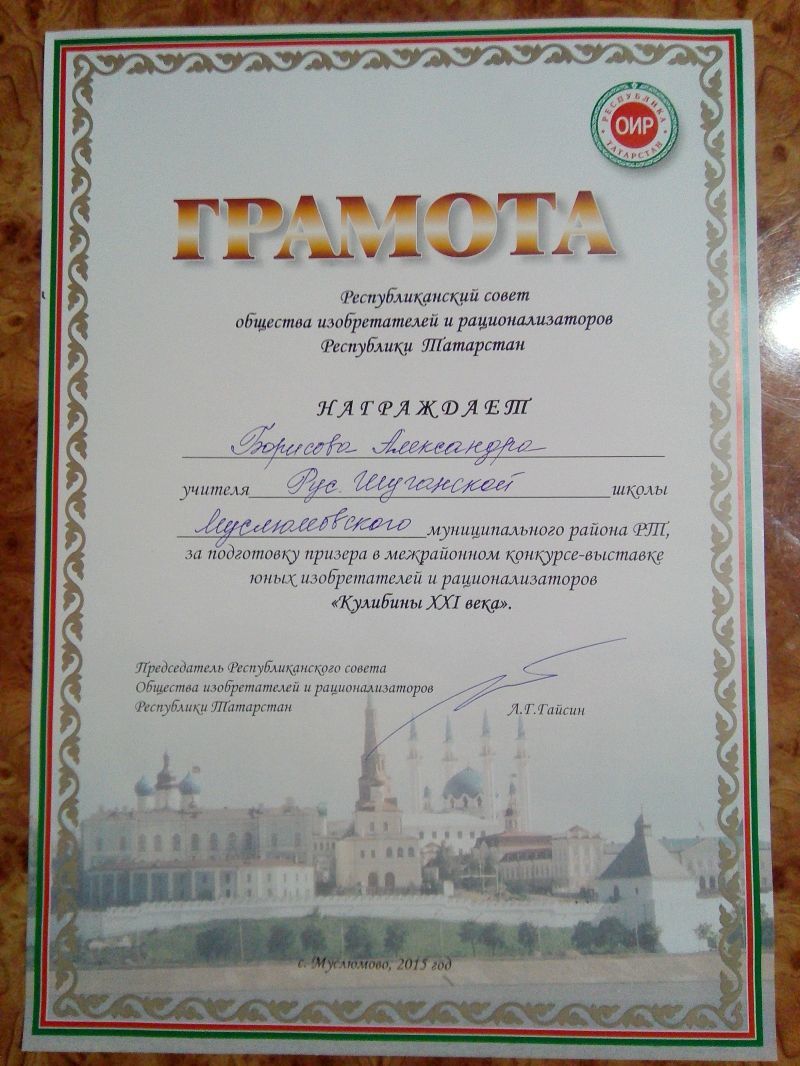 РЕСПУБЛИКА
ОИР
ТАТАРСТАН
ГРАМОТА
Республиканский совет
общества изобретателей и рационализаторов
Республики Татарстан
НАГРАЖДАЕТ
Борисова Александра
учителя Рус. Шуганской школы
Муслюмовского муниципального района РТ,
за подготовку призера в межрайонном конкурсе-выставке
юных изобретателей и рационализаторов
«Кулибины XXI века».
Председатель Республиканского совета
Общества изобретателей и рационализаторов
Республики Татарстан Л.Г.Гайсин
с. Муслюмово, 2015 год